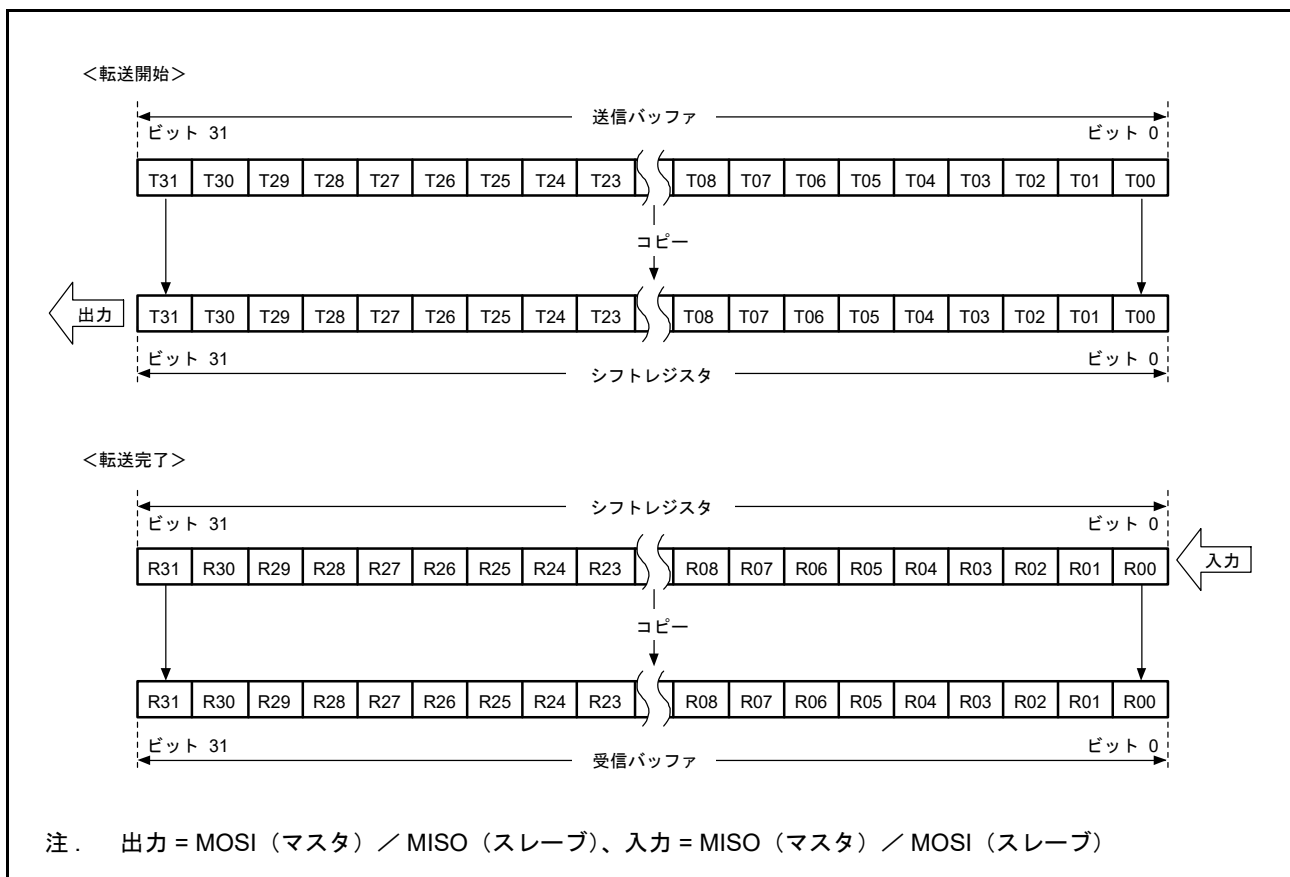 ＜転送開始＞
送信バッファ
ビット 31 ビット 0
T31 T30 T29 T28 T27 T26 T25 T24 T23 T08 T07 T06 T05 T04 T03 T02 T01 T00
コピー
出力
T31 T30 T29 T28 T27 T26 T25 T24 T23 T08 T07 T06 T05 T04 T03 T02 T01 T00
ビット 31 ビット 0
シフトレジスタ
＜転送完了＞
シフトレジスタ
ビット 31 ビット 0
R31 R30 R29 R28 R27 R26 R25 R24 R23 R08 R07 R06 R05 R04 R03 R02 R01 R00
入力
コピー
R31 R30 R29 R28 R27 R26 R25 R24 R23 R08 R07 R06 R05 R04 R03 R02 R01 R00
ビット 31 ビット 0
受信バッファ
注． 出力 = MOSI（マスタ）／ MISO（スレーブ）、入力 = MISO（マスタ）／ MOSI（スレーブ）